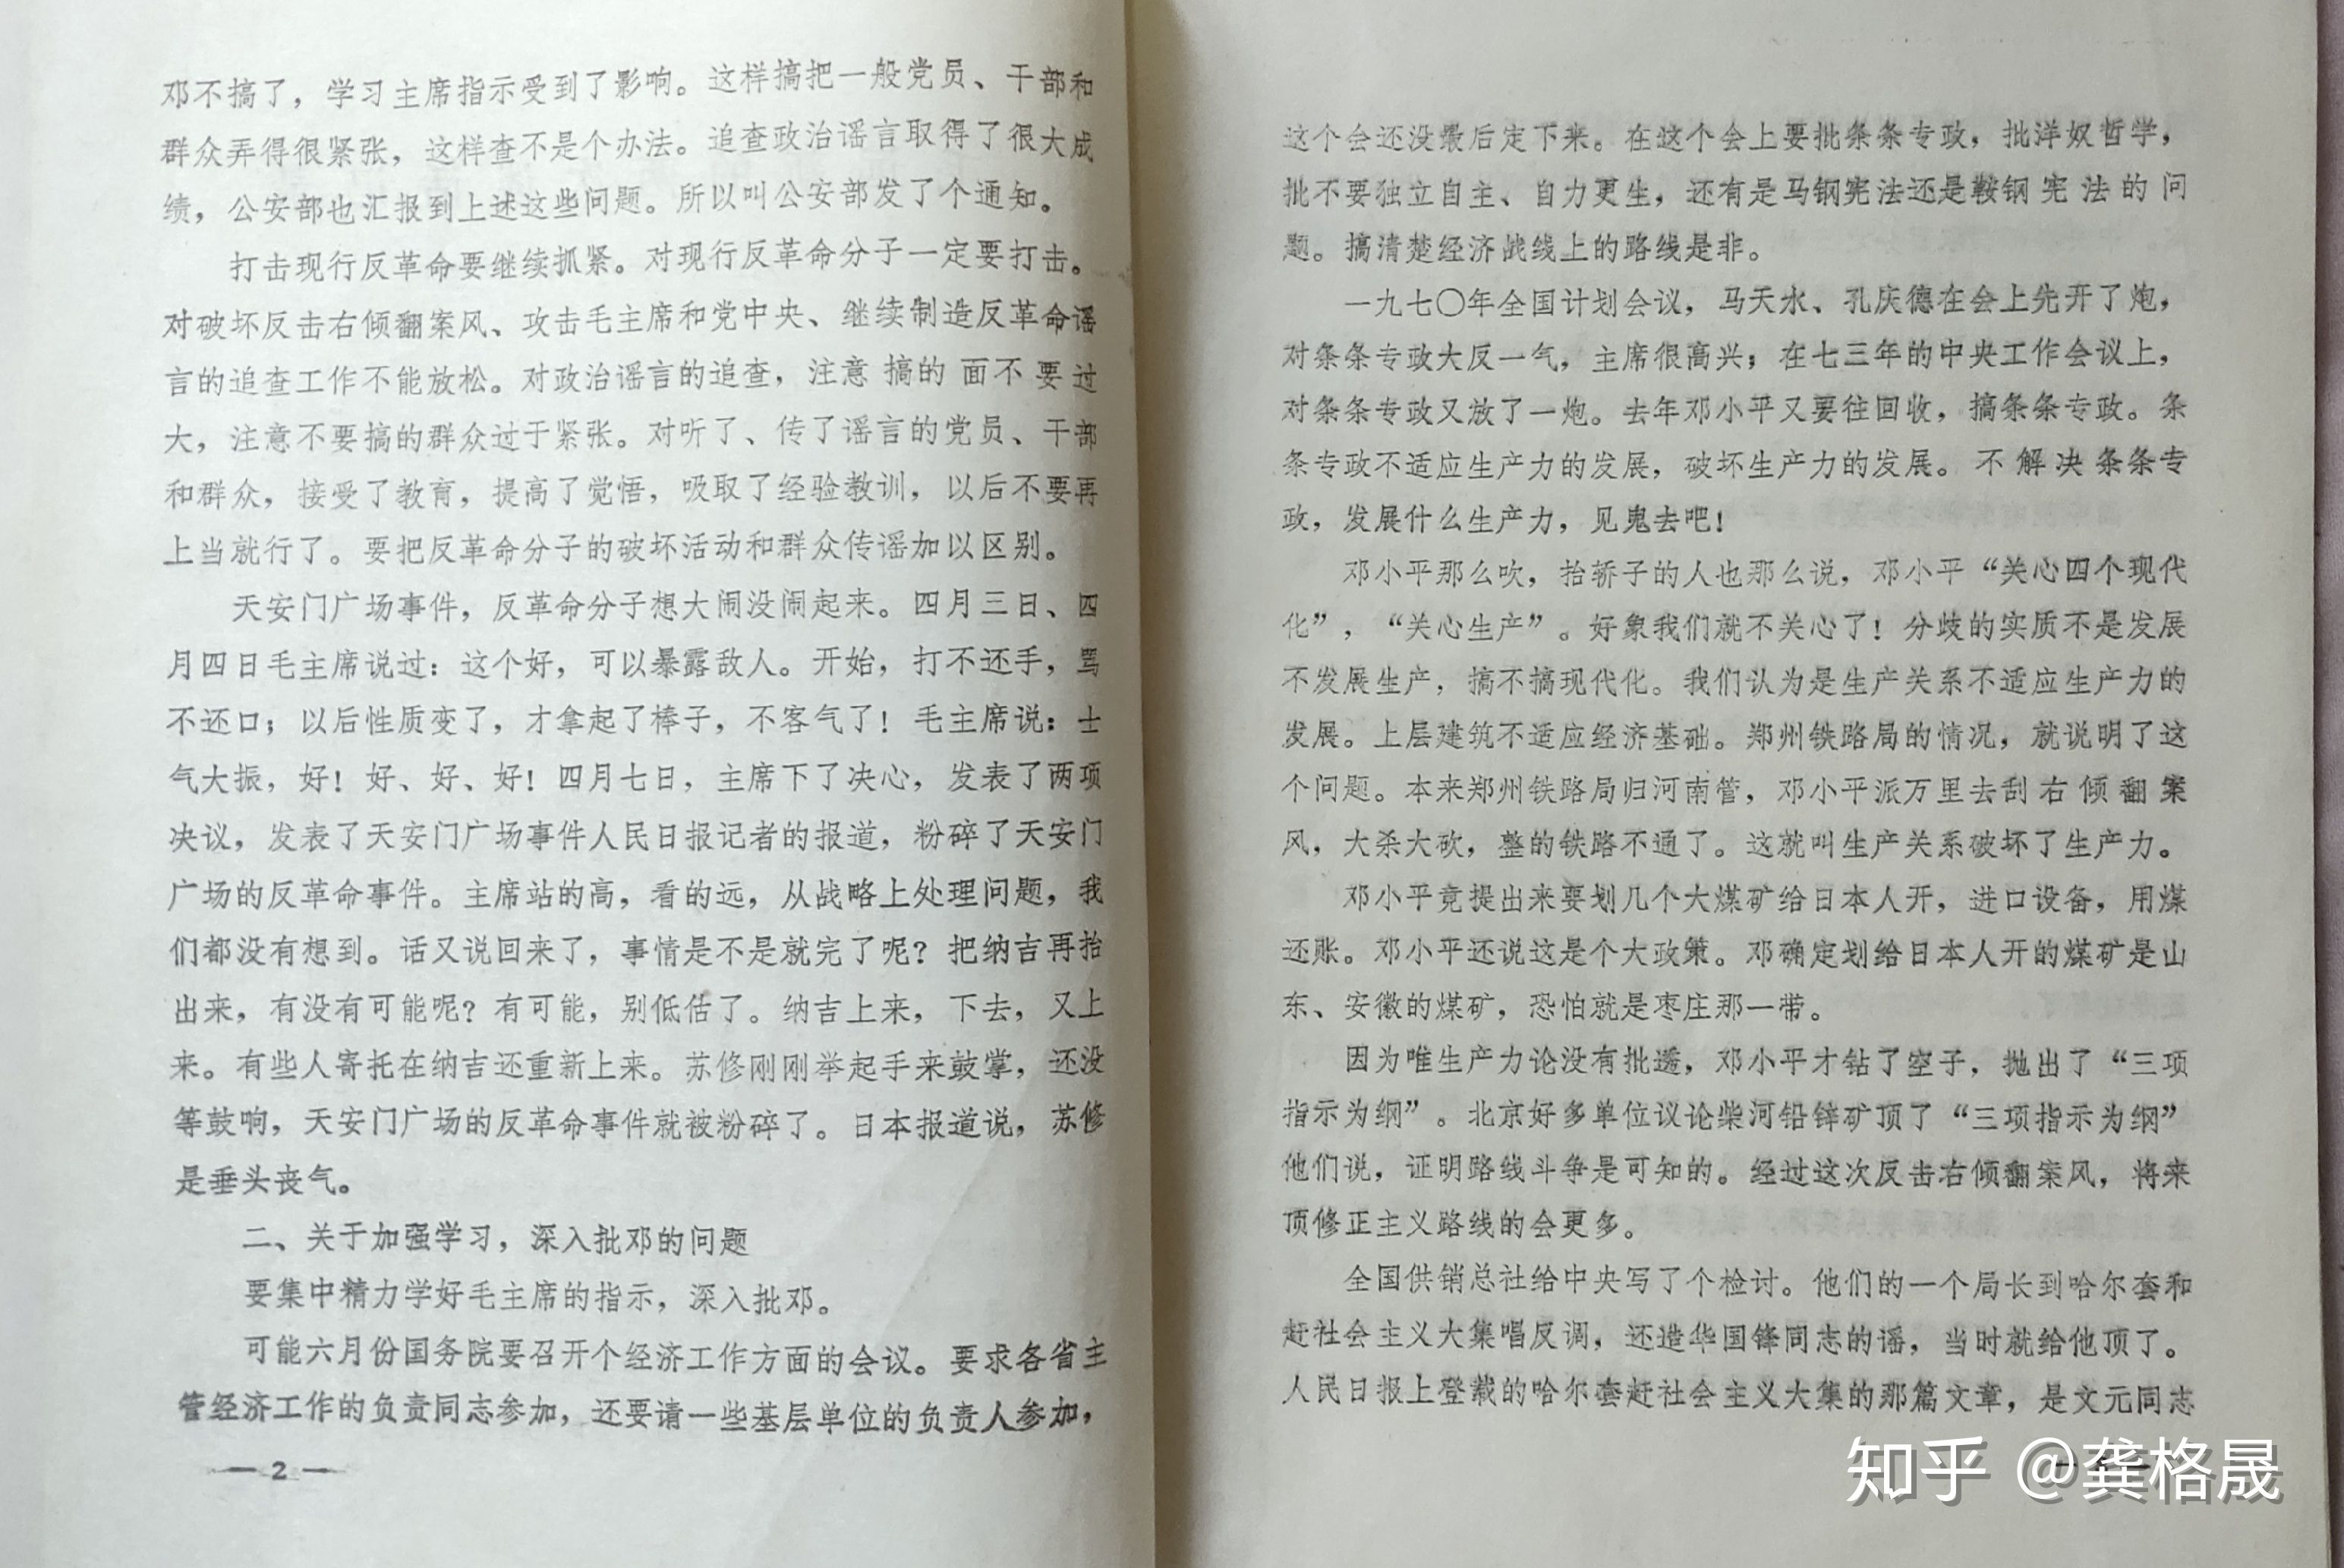 邓不搞了，学习主席指示受到了影响。这样搞把一般党员、干部和
群众弄得很紧张，这样查不是个办法。追查政治谣言取得了很大成
绩，公安部也汇报到上述这些问题。所以叫公安部发了个通知。
打击现行反革命要继续抓紧。对现行反革命分子一定要打击。
对破坏反击右倾翻案风、攻击毛主席和党中央、继续制造反革命谣
言的追查工作不能放松。对政治谣言的追查，注意搞的面不要过
大，注意不要搞的群众过于紧张。对听了、传了谣言的党员、干部
和群众，接受了教育，提高了觉悟，吸取了经验教训，以后不要再
上当就行了。要把反革命分子的破坏活动和群众传谣加以区别。
天安门广场事件，反革命分子想大闹没闹起来。四月三日、四
月四日毛主席说过：这个好，可以暴露敌人。开始，打不还手，骂
不还口；以后性质变了，才拿起了棒子，不客气了！毛主席说：士
气大振，好！好、好、好！四月七日，主席下了决心，发表了两项
决议，发表了天安门广场事件人民日报记者的报道，粉碎了天安门
广场的反革命事件。主席站的高，看的远，从战略上处理问题，我
们都没有想到。话又说回来了，事情是不是就完了呢？把纳吉再抬
出来，有没有可能呢？有可能，别低估了。纳吉上来，下去，又上
来。有些人寄托在纳吉还重新上来。苏修刚刚举起手来鼓掌，还没
等鼓响，天安门广场的反革命事件就被粉碎了。日本报道说，苏修
是垂头丧气。
二、关于加强学习，深入批邓的问题
要集中精力学好毛主席的指示，深入批邓。
可能六月份国务院要召开个经济工作方面的会议。要求各省主
管经济工作的负责同志参加，还要请一些基层单位的负责人参加，
— 2 —
这个会还没最后定下来。在这个会上要批条条专政，批洋奴哲学，
批不要独立自主、自力更生，还有是马钢宪法还是鞍钢宪法的问
题。搞清楚经济战线上的路线是非。
一九七〇年全国计划会议，马天水、孔庆德在会上先开了炮，
对条条专政大反一气，主席很高兴；在七三年的中央工作会议上，
对条条专政又放了一炮。去年邓小平又要往回收，搞条条专政。条
条专政不适应生产力的发展，破坏生产力的发展。不解决条条专
政，发展什么生产力，见鬼去吧！
邓小平那么吹，抬轿子的人也那么说，邓小平“关心四个现代
化”，“关心生产”。好象我们就不关心了！分歧的实质不是发展
不发展生产，搞不搞现代化。我们认为是生产关系不适应生产力的
发展。上层建筑不适应经济基础。郑州铁路局的情况，就说明了这
个问题。本来郑州铁路局归河南管，邓小平派万里去刮右倾翻案
风，大杀大砍，整的铁路不通了。这就叫生产关系破坏了生产力。
邓小平竟提出来要划几个大煤矿给日本人开，进口设备，用煤
还账。邓小平还说这是个大政策。邓确定划给日本人开的煤矿是山
东、安徽的煤矿，恐怕就是枣庄那一带。
因为唯生产力论没有批透，邓小平才钻了空子，抛出了“三项
指示为纲”。北京好多单位议论柴河铅锌矿顶了“三项指示为纲”
他们说，证明路线斗争是可知的。经过这次反击右倾翻案风，将来
顶修正主义路线的会更多。
全国供销总社给中央写了个检讨。他们的一个局长到哈尔套和
赶社会主义大集唱反调，还造华国锋同志的谣，当时就给他顶了。
人民日报上登载的哈尔套赶社会主义大集的那篇文章，是文元同志
知乎 @龚格晟